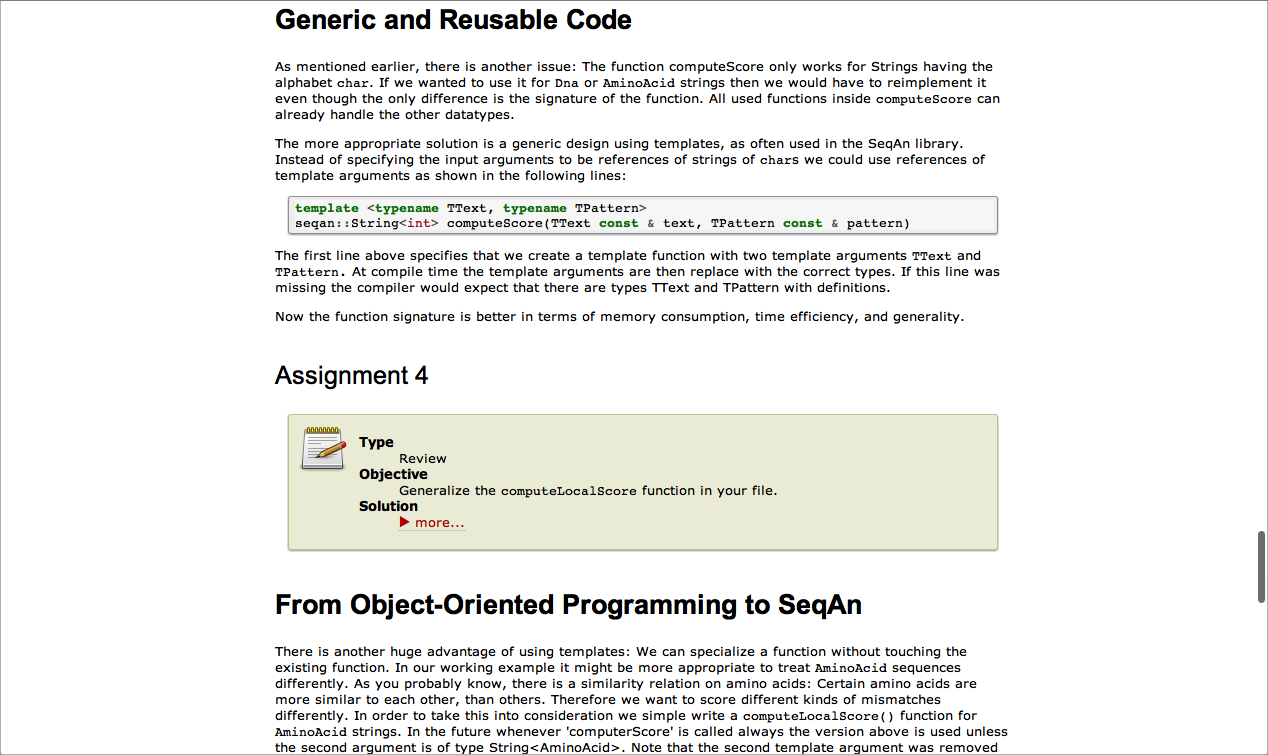 Generic and Reusable Code
As mentioned earlier, there is another issue: The function computeScore only works for Strings having the
alphabet char. If we wanted to use it for Dna or AminoAcid strings then we would have to reimplement it
even though the only difference is the signature of the function. All used functions inside computeScore can
already handle the other datatypes.
The more appropriate solution is a generic design using templates, as often used in the SeqAn library.
Instead of specifying the input arguments to be references of strings of chars we could use references of
template arguments as shown in the following lines:
template <typename TText, typename TPattern>
seqan::String<int> computeScore(TText const & text, TPattern const & pattern)
The first line above specifies that we create a template function with two template arguments TText and
TPattern. At compile time the template arguments are then replace with the correct types. If this line was
missing the compiler would expect that there are types TText and TPattern with definitions.
Now the function signature is better in terms of memory consumption, time efficiency, and generality.
Assignment 4
Type
Review
Objective
Generalize the computeLocalScore function in your file.
Solution
▶ more...
From Object-Oriented Programming to SeqAn
There is another huge advantage of using templates: We can specialize a function without touching the
existing function. In our working example it might be more appropriate to treat AminoAcid sequences
differently. As you probably know, there is a similarity relation on amino acids: Certain amino acids are
more similar to each other, than others. Therefore we want to score different kinds of mismatches
differently. In order to take this into consideration we simple write a computeLocalScore() function for
AminoAcid strings. In the future whenever 'computerScore' is called always the version above is used unless
the second argument is of type String<AminoAcid>. Note that the second template argument was removed